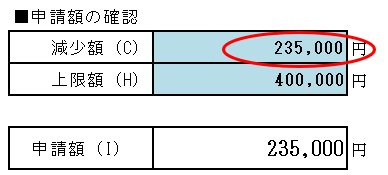 ■申請額の確認
減少額（C） 235,000 円
上限額（H） 400,000 円
申請額（I） 235,000 円